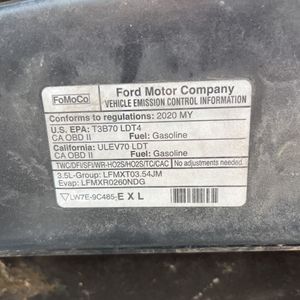 FoMoCo
Ford Motor Company
VEHICLE EMISSION CONTROL INFORMATION
Conforms to regulations: 2020 MY
U.S. EPA: T3B70 LDT4
CA OBD II Fuel: Gasoline
California: ULEV70 LDT
CA OBD II Fuel: Gasoline
TWC/DFI/SFI/WR-HO2S/HO2S/TC/CAC No adjustments needed.
3.5L-Group: LFMXT03.54JM
Evap: LFMXR0260NDG
LW7E-9C485- E X L